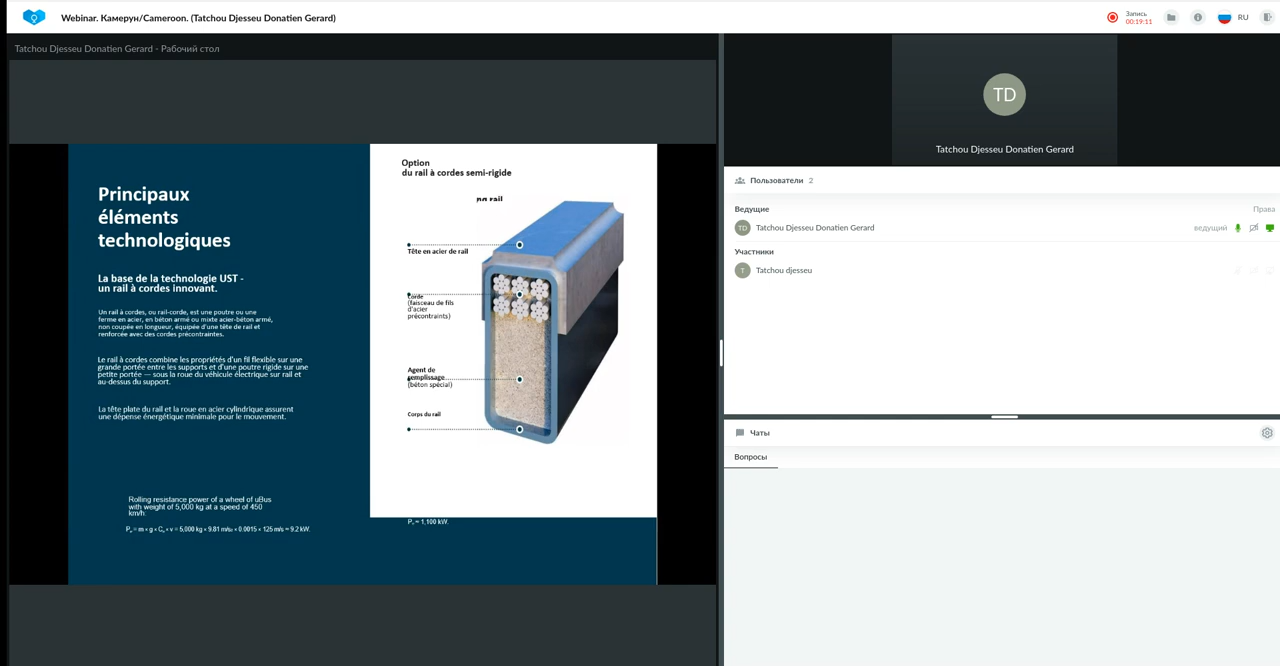 Webinar. Камерун/Cameroon. (Tatchou Djesseu Donatien Gerard)
Запись
00:19:11
RU
Tatchou Djesseu Donatien Gerard - Рабочий стол
Principaux
éléments
technologiques
La base de la technologie UST -
un rail à cordes innovant.
Un rail à cordes, ou rail-corde, est une poutre ou une
ferme en acier, en béton armé ou mixte acier-béton armé,
non coupée en longueur, équipée d'une tête de rail et
renforcée avec des cordes précontraintes.
Le rail à cordes combine les propriétés d'un fil flexible sur une
grande portée entre les supports et d'une poutre rigide sur une
petite portée — sous la roue du véhicule électrique sur rail et
au-dessus du support.
La tête plate du rail et la roue en acier cylindrique assurent
une dépense énergétique minimale pour le mouvement.
Rolling resistance power of a wheel of uBus
with weight of 5,000 kg at a speed of 450
km/h:
Option
du rail à cordes semi-rigide
ng rail
Tête en acier de rail
Corde
(faisceau de fils
d'acier
précontraints)
Agent de
remplissage
(béton spécial)
Corps du rail
= 1,100 kW.
TD
Tatchou Djesseu Donatien Gerard
Пользователи 2
Ведущие
Права
TD
Tatchou Djesseu Donatien Gerard
ведущий
Участники
T
Tatchou djesseu
Чаты
Вопросы